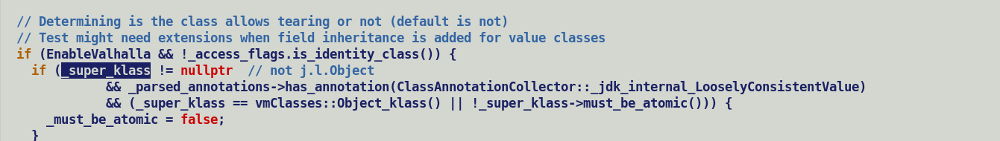 // Determining is the class allows tearing or not (default is not)
// Test might need extensions when field inheritance is added for value classes
if (EnableValhalla && !_access_flags.is_identity_class()) {
if (_super_klass != nullptr // not j.l.Object
&& _parsed_annotations->has_annotation(ClassAnnotationCollector::_jdk_internal_LooselyConsistentValue)
&& (_super_klass == vmClasses::Object_klass() || !_super_klass->must_be_atomic())) {
_must_be_atomic = false;
}